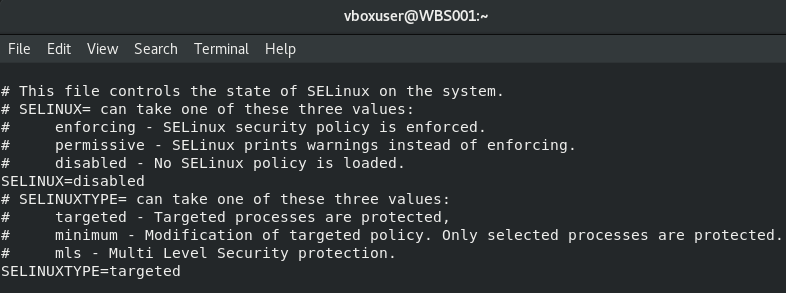 vboxuser@WBS001:~
File Edit View Search Terminal Help
# This file controls the state of SELinux on the system.
# SELINUX= can take one of these three values:
#     enforcing - SELinux security policy is enforced.
#     permissive - SELinux prints warnings instead of enforcing.
#     disabled - No SELinux policy is loaded.
SELINUX=disabled
# SELINUXTYPE= can take one of these three values:
#     targeted - Targeted processes are protected,
#     minimum - Modification of targeted policy. Only selected processes are protected.
#     mls - Multi Level Security protection.
SELINUXTYPE=targeted